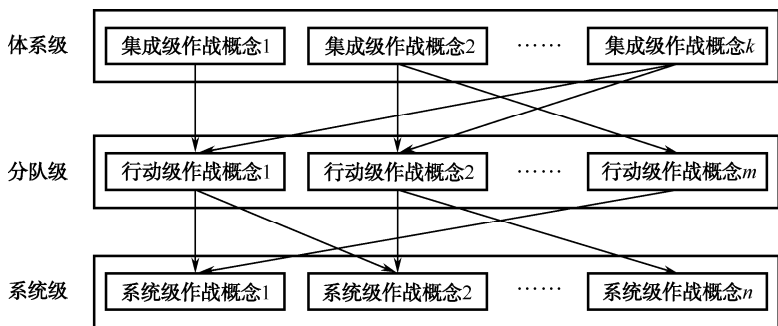 体系级 集成级作战概念1 集成级作战概念2 …… 集成级作战概念k
分队级 行动级作战概念1 行动级作战概念2 …… 行动级作战概念m
系统级 系统级作战概念1 系统级作战概念2 …… 系统级作战概念n